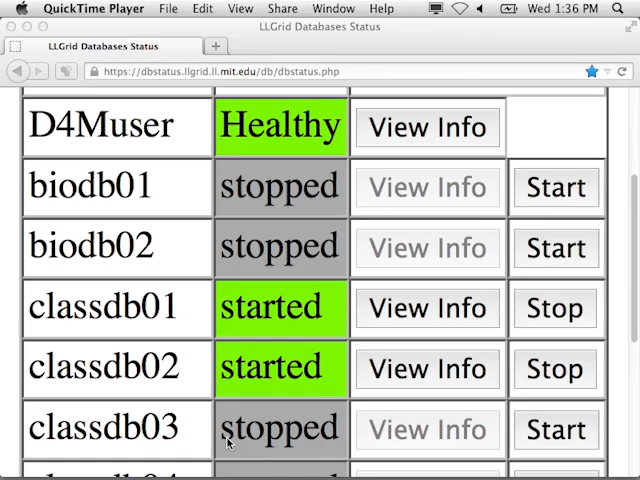 QuickTime Player File Edit View Share Window Help Wed 1:36 PM
LLGrid Databases Status
LLGrid Databases Status
https://dbstatus.llgrid.ll.mit.edu/db/dbstatus.php
D4Muser Healthy View Info
biodb01 stopped View Info Start
biodb02 stopped View Info Start
classdb01 started View Info Stop
classdb02 started View Info Stop
classdb03 stopped View Info Start